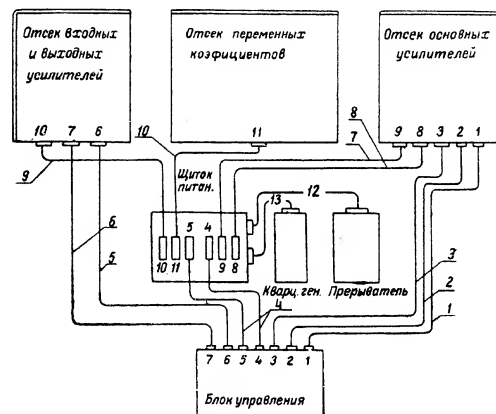 Отсек входных
и выходных
усилителей
Отсек переменных
коэфициентов
Отсек основных
усилителей
10 7 6
11
9 8 3 2 1
8
7
10
9
Щиток
питан.
12
13
5 4
10 11 9 8
6
5
Кварц. ген.
Прерыватель
3
2
1
4
7 6 5 4 3 2 1
Блок управления